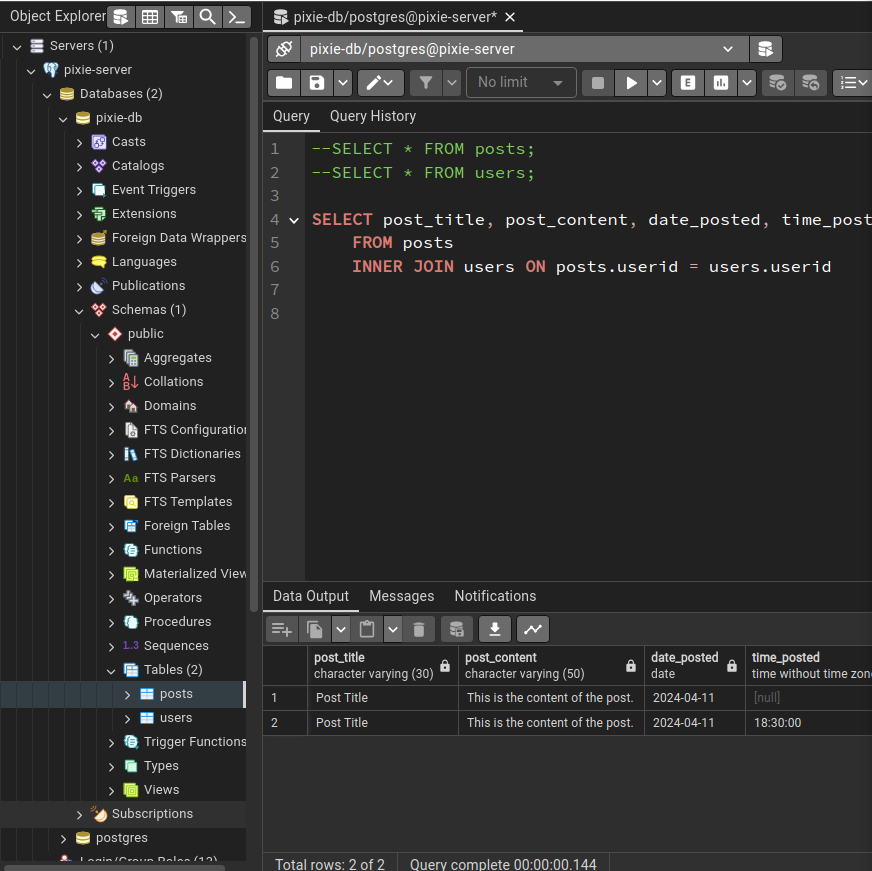 Object Explorer
Servers (1)
pixie-server
Databases (2)
pixie-db
Casts
Catalogs
Event Triggers
Extensions
Foreign Data Wrappers
Languages
Publications
Schemas (1)
public
Aggregates
Collations
Domains
FTS Configuration
FTS Dictionaries
Aa FTS Parsers
FTS Templates
Foreign Tables
Functions
Materialized View
Operators
Procedures
1.3 Sequences
Tables (2)
posts
users
Trigger Functions
Types
Views
Subscriptions
postgres
Login/Group Roles (13)
pixie-db/postgres@pixie-server*
pixie-db/postgres@pixie-server
No limit
E
Query Query History
1 --SELECT * FROM posts;
2 --SELECT * FROM users;
3
4 SELECT post_title, post_content, date_posted, time_post
5 FROM posts
6 INNER JOIN users ON posts.userid = users.userid
7
8
Data Output Messages Notifications
post_title post_content date_posted time_posted
character varying (30) character varying (50) date time without time zone
1 Post Title This is the content of the post. 2024-04-11 [null]
2 Post Title This is the content of the post. 2024-04-11 18:30:00
Total rows: 2 of 2 Query complete 00:00:00.144